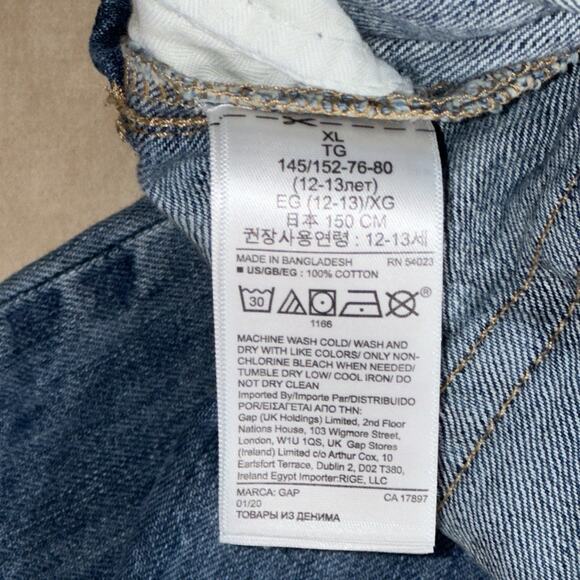 XL
TG
145/152-76-80
(12-13лет)
EG (12-13)/XG
日本 150 CM
권장사용연령 : 12-13세
MADE IN BANGLADESH RN 54023
■ US/GB/EG : 100% COTTON
30 ®
1166
MACHINE WASH COLD/ WASH AND
DRY WITH LIKE COLORS/ ONLY NON-
CHLORINE BLEACH WHEN NEEDED/
TUMBLE DRY LOW/ COOL IRON/ DO
NOT DRY CLEAN
Imported By/Importe Par/DISTRIBUIDO
POR/ΕΙΣΑΓΕΤΑΙ ΑΠΟ ΤΗΝ:
Gap (UK Holdings) Limited, 2nd Floor
Nations House, 103 Wigmore Street,
London, W1U 1QS, UK  Gap Stores
(Ireland) Limited c/o Arthur Cox, 10
Earlsfort Terrace, Dublin 2, D02 T380,
Ireland Egypt Importer:RIGE, LLC
MARCA: GAP CA 17897
01/20
ТОВАРЫ ИЗ ДЕНИМА